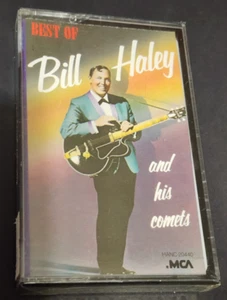 BEST OF
Bill Haley
and
his
comets
MCA